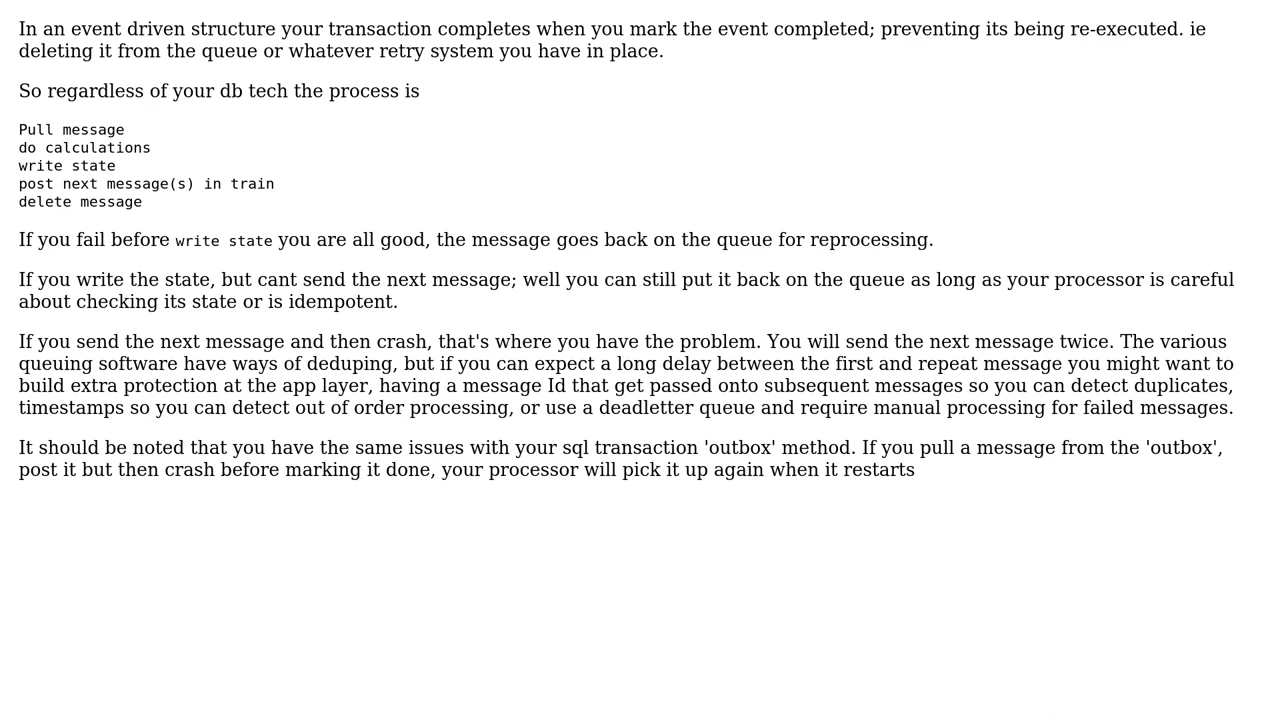 In an event driven structure your transaction completes when you mark the event completed; preventing its being re-executed. ie
deleting it from the queue or whatever retry system you have in place.
So regardless of your db tech the process is
Pull message
do calculations
write state
post next message(s) in train
delete message
If you fail before write state you are all good, the message goes back on the queue for reprocessing.
If you write the state, but cant send the next message; well you can still put it back on the queue as long as your processor is careful
about checking its state or is idempotent.
If you send the next message and then crash, that's where you have the problem. You will send the next message twice. The various
queuing software have ways of deduping, but if you can expect a long delay between the first and repeat message you might want to
build extra protection at the app layer, having a message Id that get passed onto subsequent messages so you can detect duplicates,
timestamps so you can detect out of order processing, or use a deadletter queue and require manual processing for failed messages.
It should be noted that you have the same issues with your sql transaction 'outbox' method. If you pull a message from the 'outbox',
post it but then crash before marking it done, your processor will pick it up again when it restarts